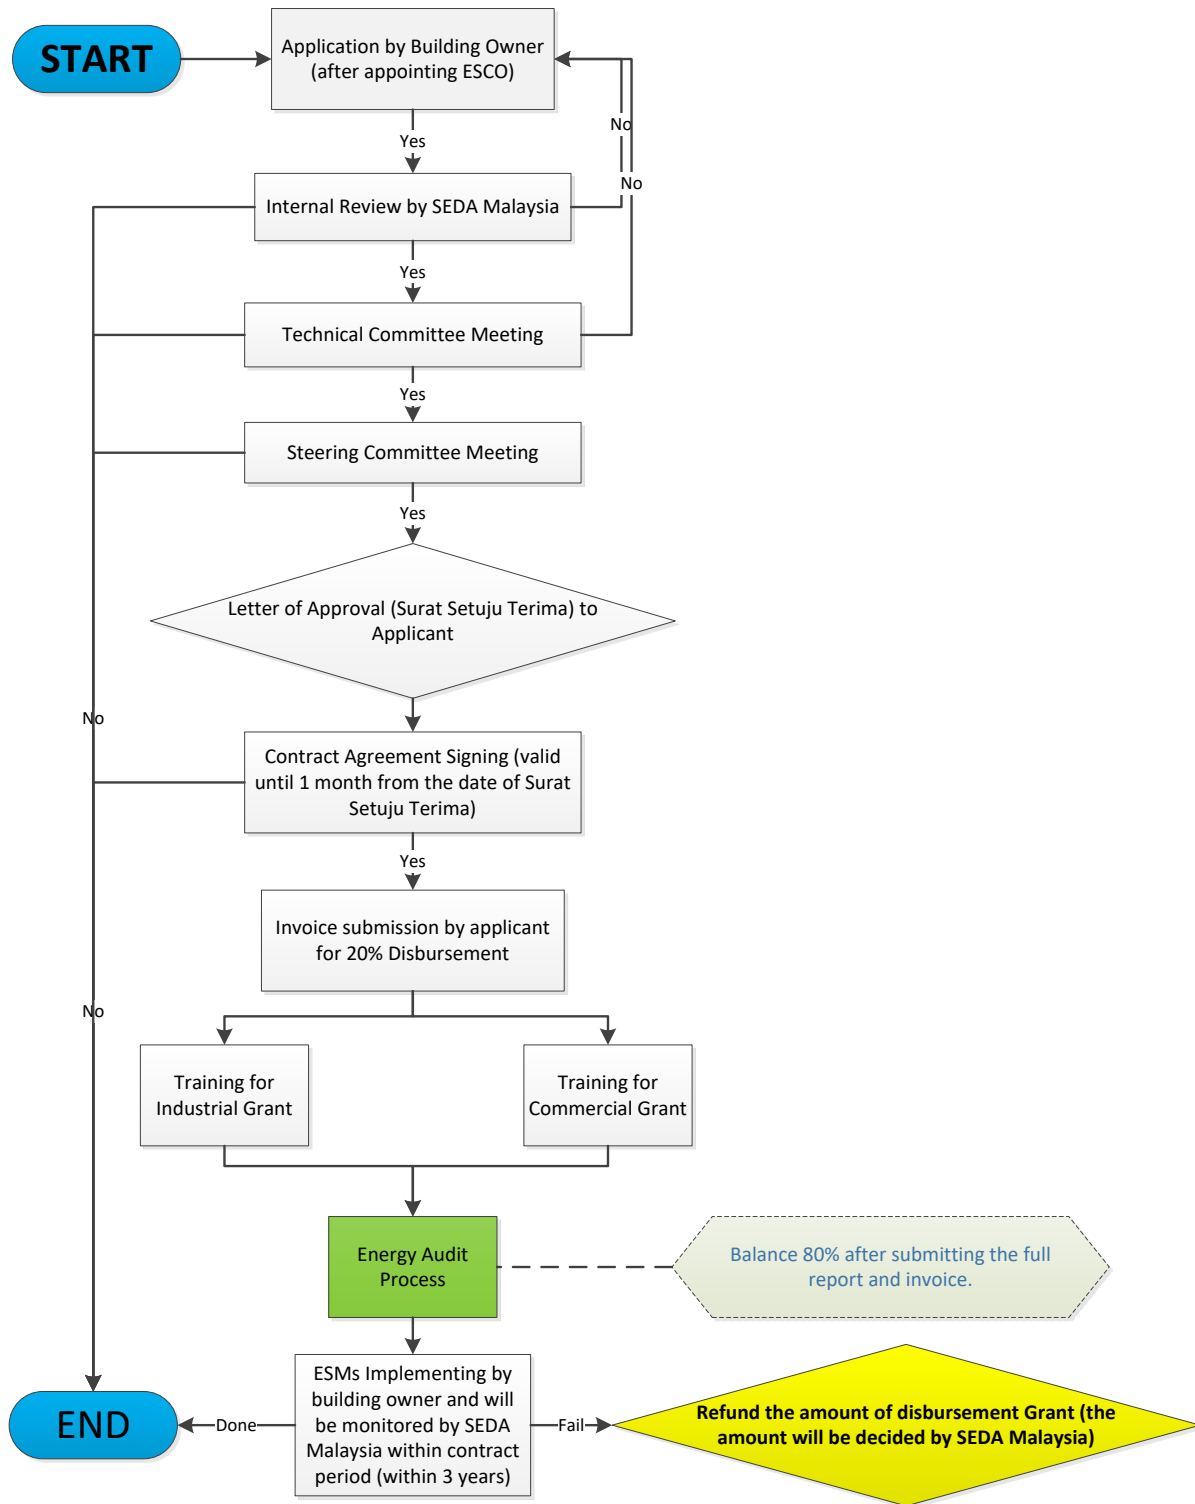 START
Application by Building Owner
(after appointing ESCO)
No
Yes
No
Internal Review by SEDA Malaysia
Yes
Technical Committee Meeting
Yes
Steering Committee Meeting
Yes
Letter of Approval (Surat Setuju Terima) to
Applicant
No
Contract Agreement Signing (valid
until 1 month from the date of Surat
Setuju Terima)
Yes
Invoice submission by applicant
for 20% Disbursement
No
Training for
Industrial Grant
Training for
Commercial Grant
Energy Audit
Process
Balance 80% after submitting the full
report and invoice.
END
Done
ESMs Implementing by
building owner and will
be monitored by SEDA
Malaysia within contract
period (within 3 years)
Fail
Refund the amount of disbursement Grant (the
amount will be decided by SEDA Malaysia)